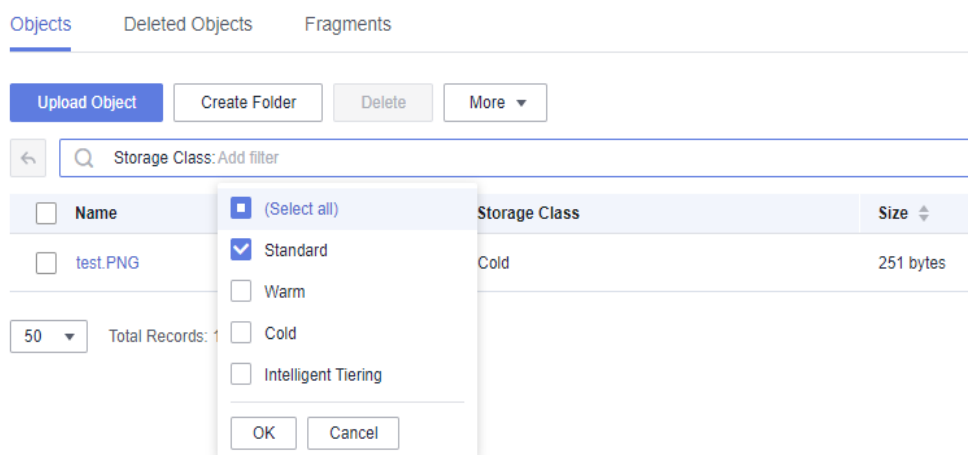 Objects Deleted Objects Fragments
Upload Object Create Folder Delete More
Storage Class: Add filter
(Select all)
Name Storage Class Size
Standard
test.PNG Cold 251 bytes
Warm
50 Total Records: 1 Cold
Intelligent Tiering
OK Cancel